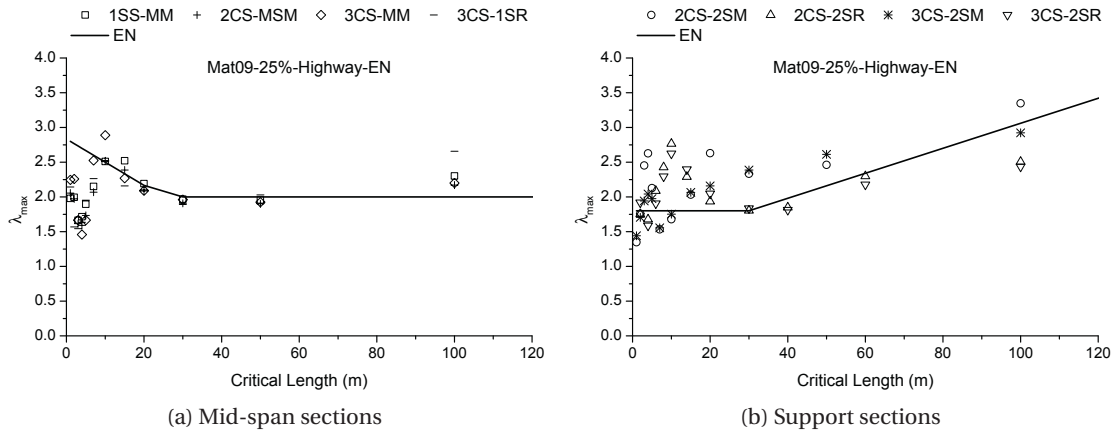 1SS-MM 2CS-MSM 3CS-MM 3CS-1SR
EN
Mat09-25%-Highway-EN
4.0
3.5
3.0
2.5
2.0
1.5
1.0
0.5
0.0
λmax
0 20 40 60 80 100 120
Critical Length (m)
(a) Mid-span sections
2CS-2SM 2CS-2SR 3CS-2SM 3CS-2SR
EN
Mat09-25%-Highway-EN
4.0
3.5
3.0
2.5
2.0
1.5
1.0
0.5
0.0
λmax
0 20 40 60 80 100 120
Critical Length (m)
(b) Support sections